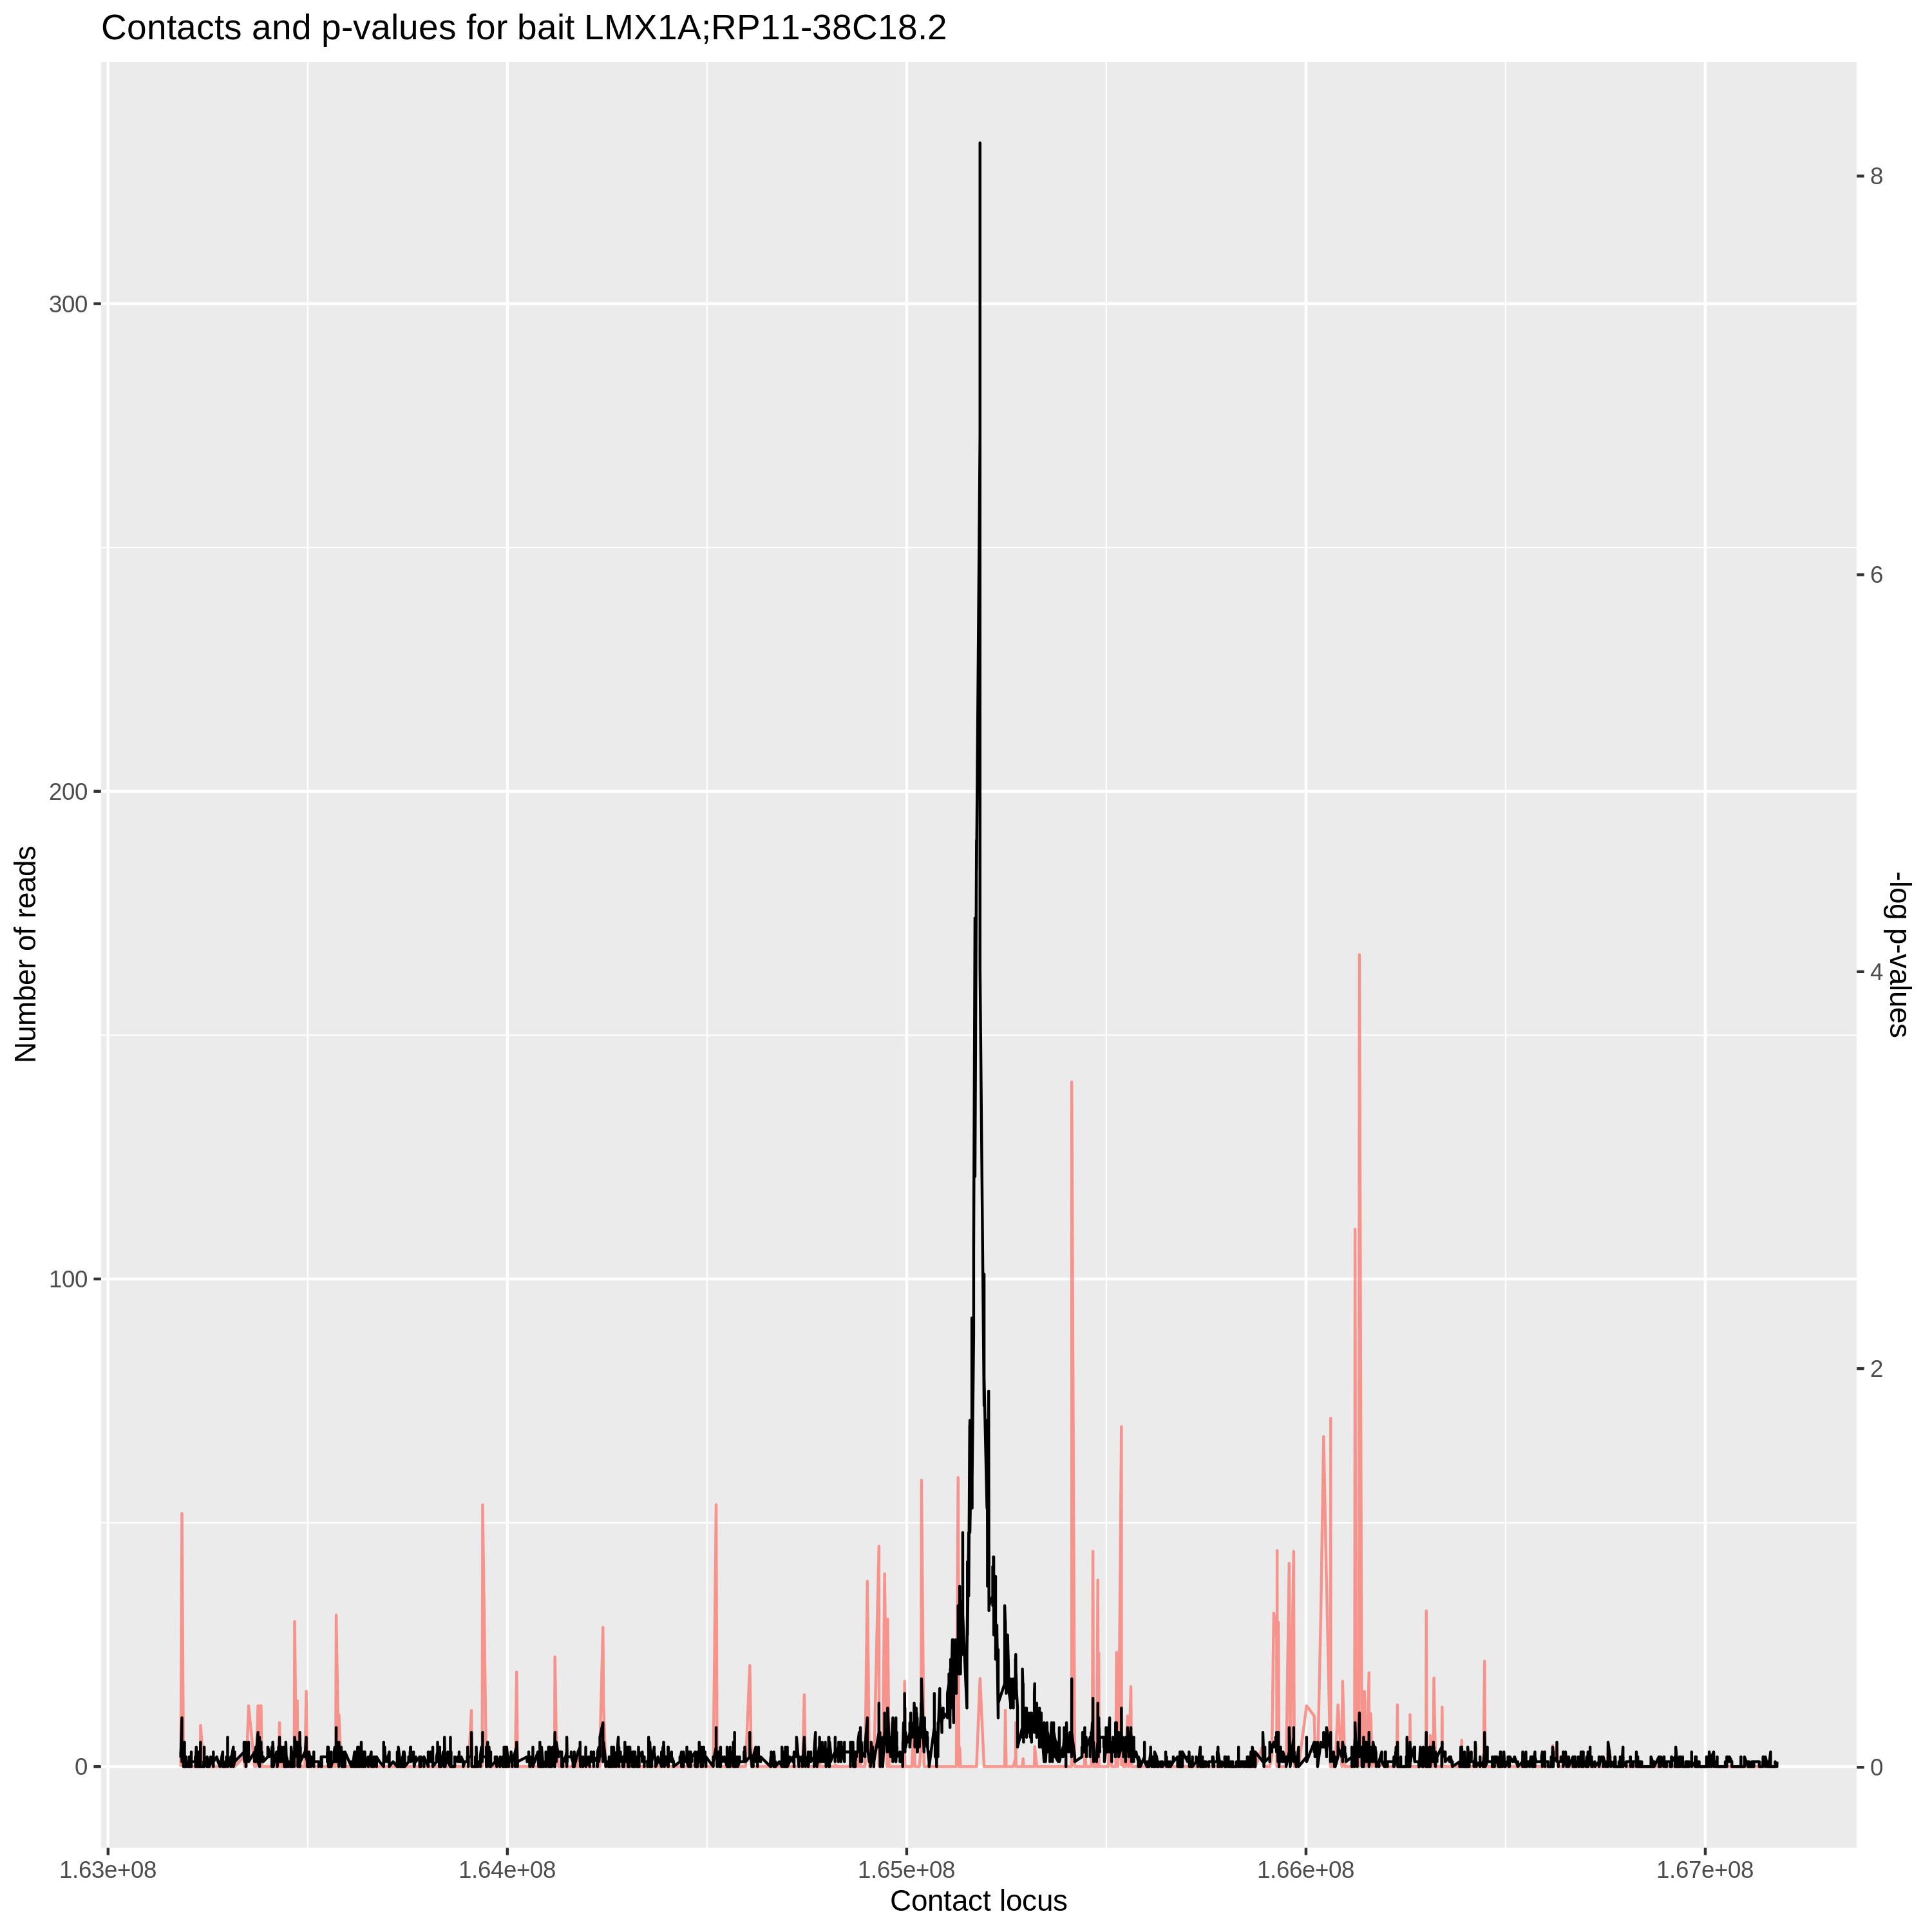 Contacts and p-values for bait LMX1A;RP11-38C18.2
Number of reads
300
200
100
0
8
6
4
2
0
-log p-values
1.63e+08 1.64e+08 1.65e+08 1.66e+08 1.67e+08
Contact locus